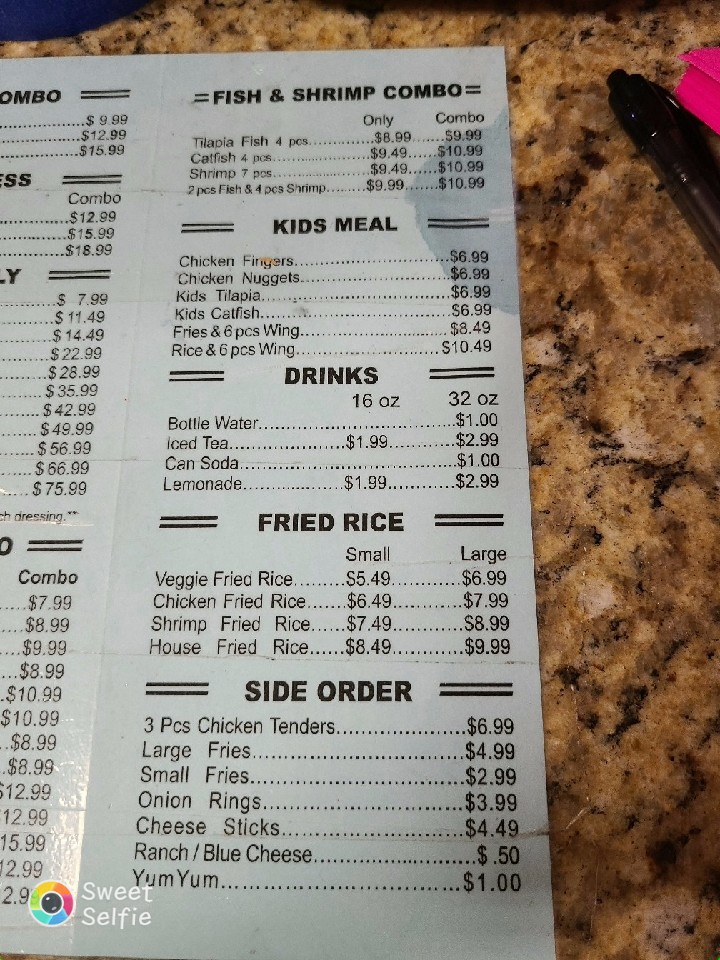 OMBO
$ 9.99
$12.99
$15.99
ESS
Combo
$12.99
$15.99
$18.99
LY
$ 7.99
$ 11.49
$ 14.49
$ 22.99
$ 28.99
$ 35.99
$ 42.99
$ 49.99
$ 56.99
$ 66.99
$ 75.99
ch dressing.**
O
Combo
$7.99
$8.99
$9.99
$8.99
$10.99
$10.99
$8.99
$8.99
$12.99
12.99
15.99
12.99
2.9
FISH & SHRIMP COMBO
Only Combo
Tilapia Fish 4 pcs...............$8.99........$9.99
Catfish 4 pcs.......................$9.49......$10.99
Shrimp 7 pcs.......................$9.49......$10.99
2 pcs Fish & 4 pcs Shrimp.........$9.99......$10.99
KIDS MEAL
Chicken Fingers.................................$6.99
Chicken Nuggets...............................$6.99
Kids Tilapia........................................$6.99
Kids Catfish........................................$6.99
Fries & 6 pcs Wing..............................$8.49
Rice & 6 pcs Wing.............................$10.49
DRINKS
16 oz 32 oz
Bottle Water........................................$1.00
Iced Tea.......................$1.99.............$2.99
Can Soda...........................................$1.00
Lemonade....................$1.99.............$2.99
FRIED RICE
Small Large
Veggie Fried Rice........$5.49.............$6.99
Chicken Fried Rice......$6.49.............$7.99
Shrimp Fried Rice.....$7.49.............$8.99
House Fried Rice......$8.49.............$9.99
SIDE ORDER
3 Pcs Chicken Tenders......................$6.99
Large Fries....................................$4.99
Small Fries....................................$2.99
Onion Rings..................................$3.99
Cheese Sticks...............................$4.49
Ranch / Blue Cheese...........................$ .50
YumYum........................................$1.00
Sweet
Selfie